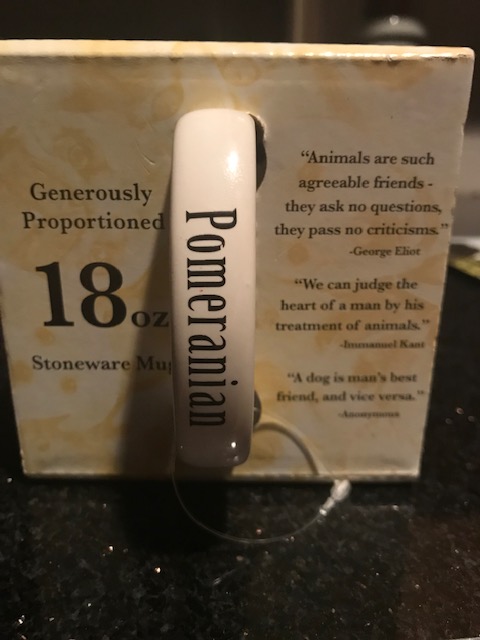 Generously
Proportioned
18oz
Stoneware Mug
Pomeranian
“Animals are such
agreeable friends -
they ask no questions,
they pass no criticisms.”
-George Eliot
“We can judge the
heart of a man by his
treatment of animals.”
-Immanuel Kant
“A dog is man’s best
friend, and vice versa.”
-Anonymous